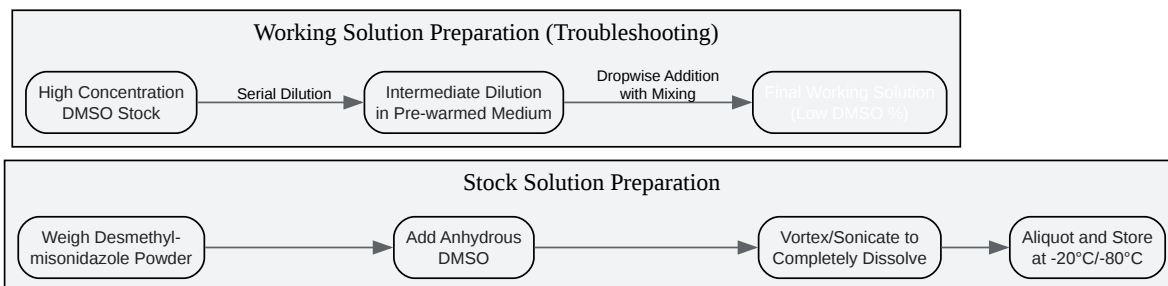 Working Solution Preparation (Troubleshooting)
High Concentration
DMSO Stock
Serial Dilution
Intermediate Dilution
in Pre-warmed Medium
Dropwise Addition
with Mixing
Final Working Solution
(Low DMSO %)
Stock Solution Preparation
Weigh Desmethyl-
misonidazole Powder
Add Anhydrous
DMSO
Vortex/Sonicate to
Completely Dissolve
Aliquot and Store
at -20°C/-80°C